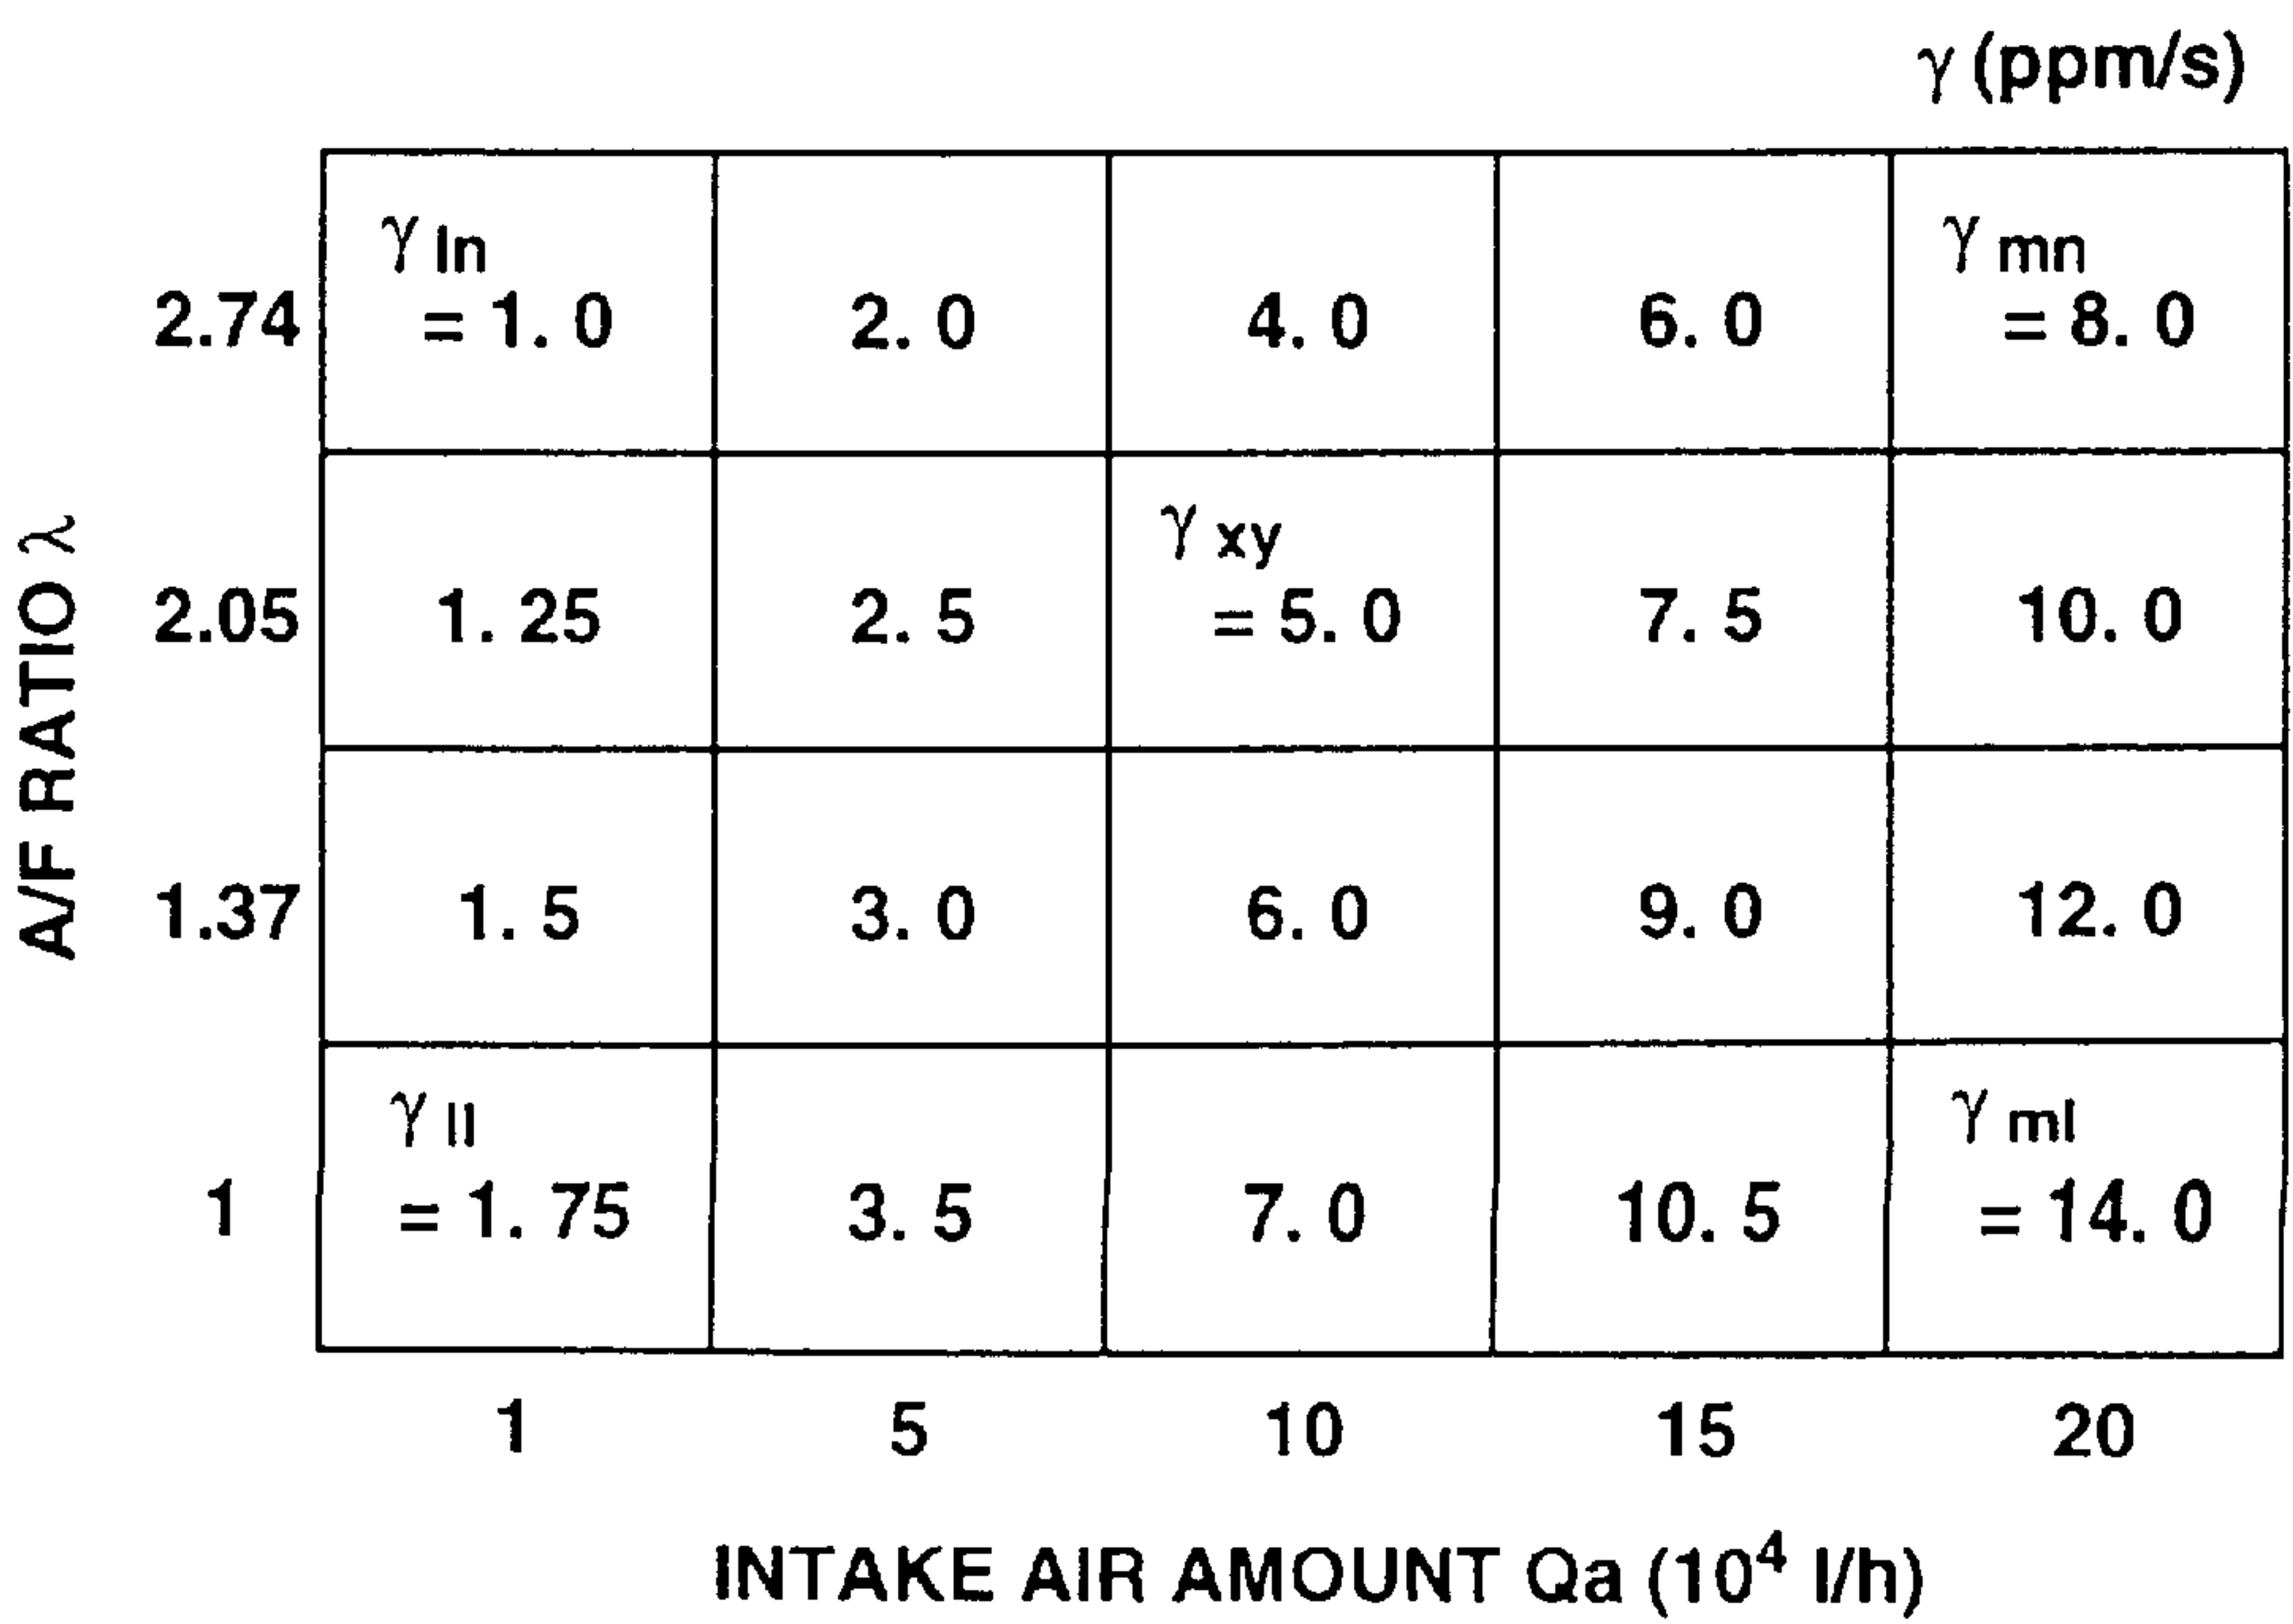 γ (ppm/s)
γ ln γ mn
2.74 = 1. 0 2. 0 4. 0 6. 0 = 8. 0
γ xy
2.05 1. 25 2. 5 = 5. 0 7. 5 10. 0
1.37 1. 5 3. 0 6. 0 9. 0 12. 0
γ ll γ ml
1 = 1. 75 3. 5 7. 0 10. 5 = 14. 0
1 5 10 15 20
A/F RATIO λ
INTAKE AIR AMOUNT Qa (10⁴ l/h)